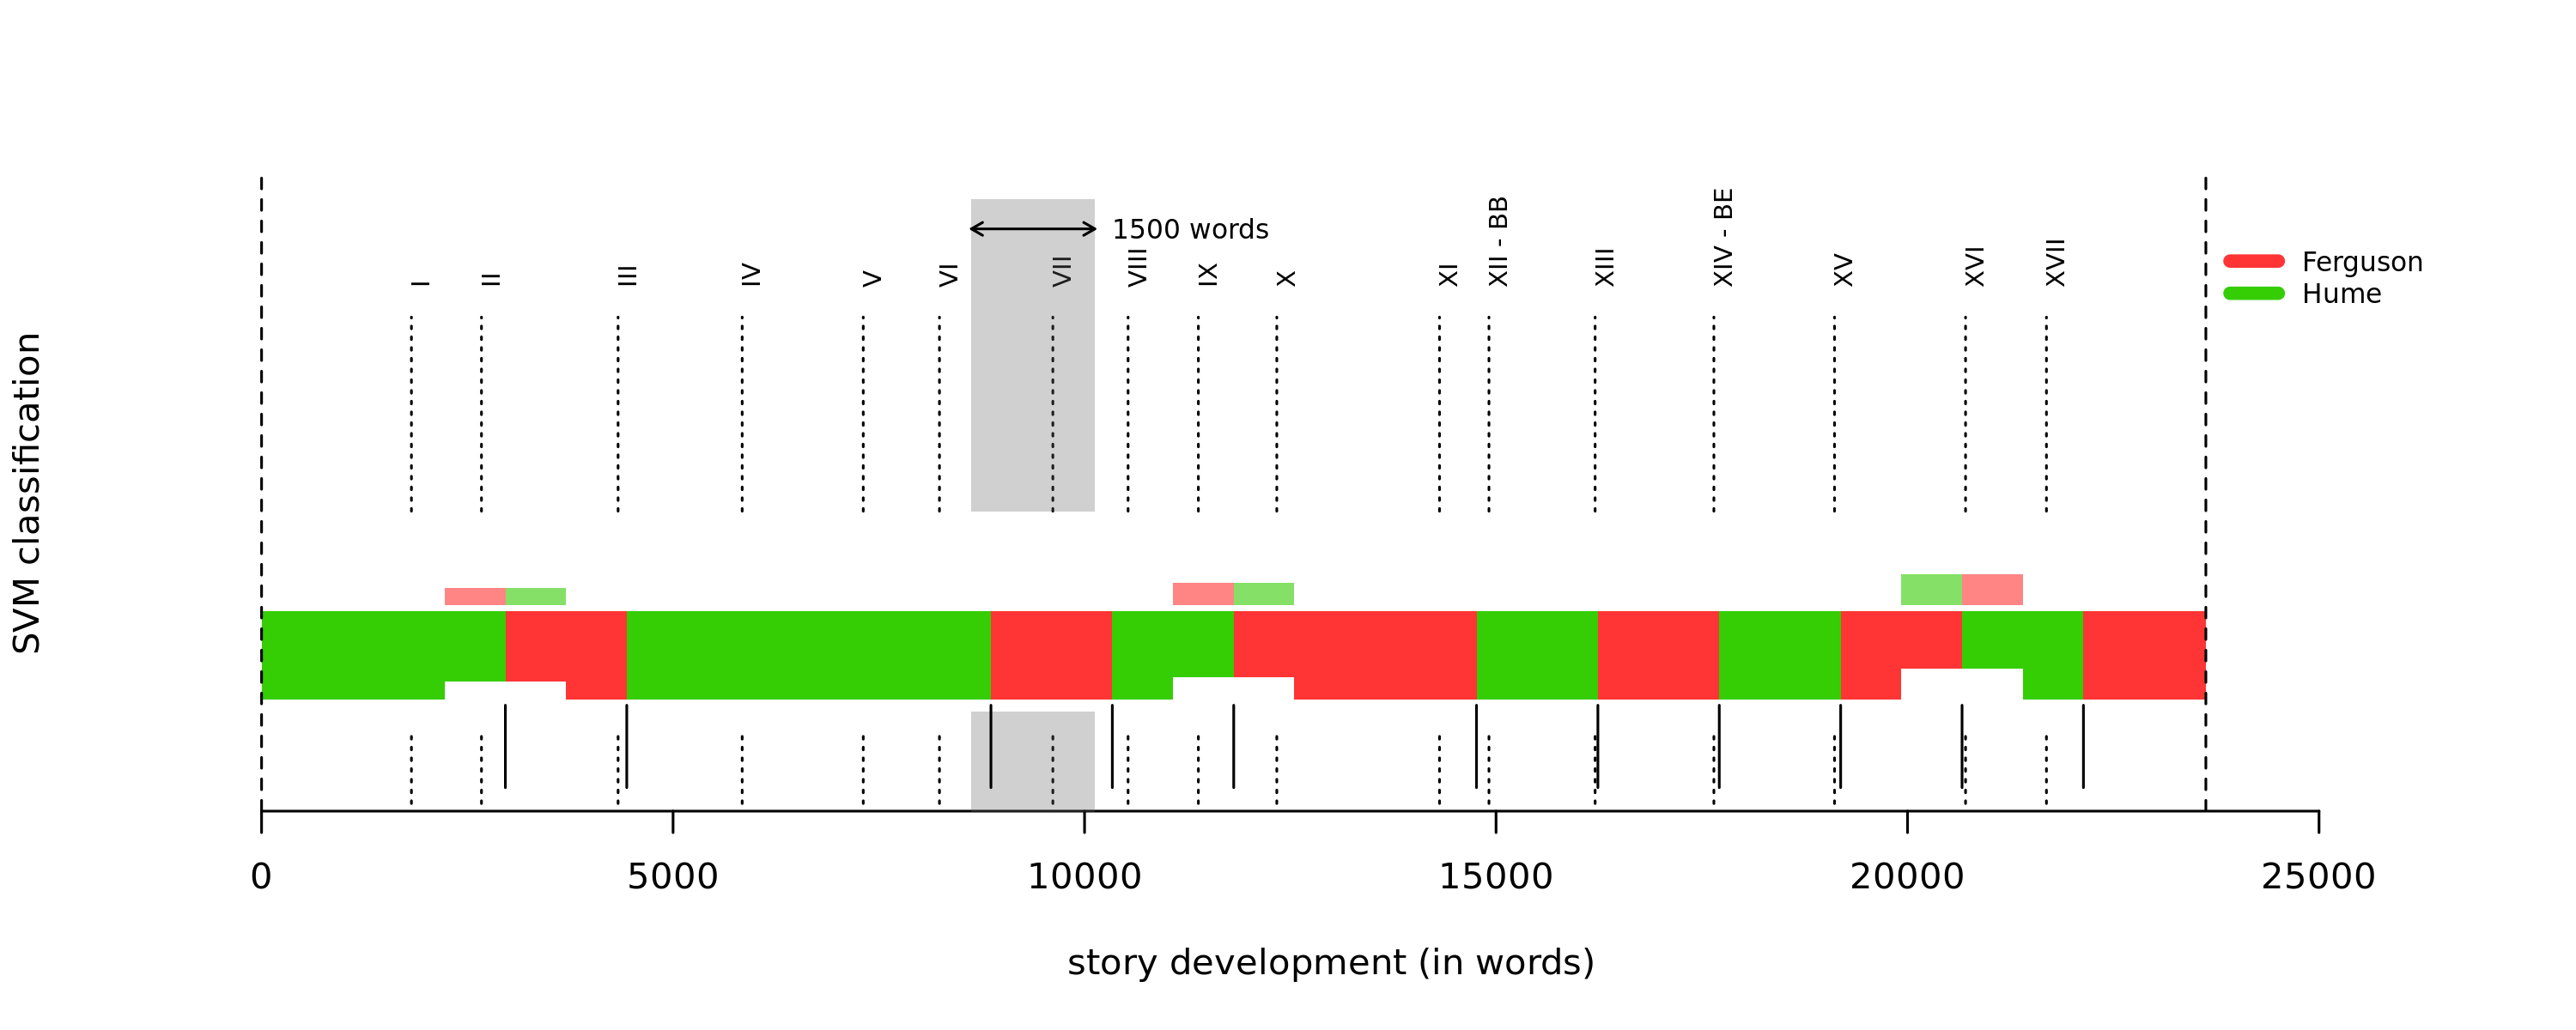 1500 words
I
II
III
IV
V
VI
VII
VIII
IX
X
XI
XII - BB
XIII
XIV - BE
XV
XVI
XVII
Ferguson
Hume
SVM classification
0
5000
10000
15000
20000
25000
story development (in words)